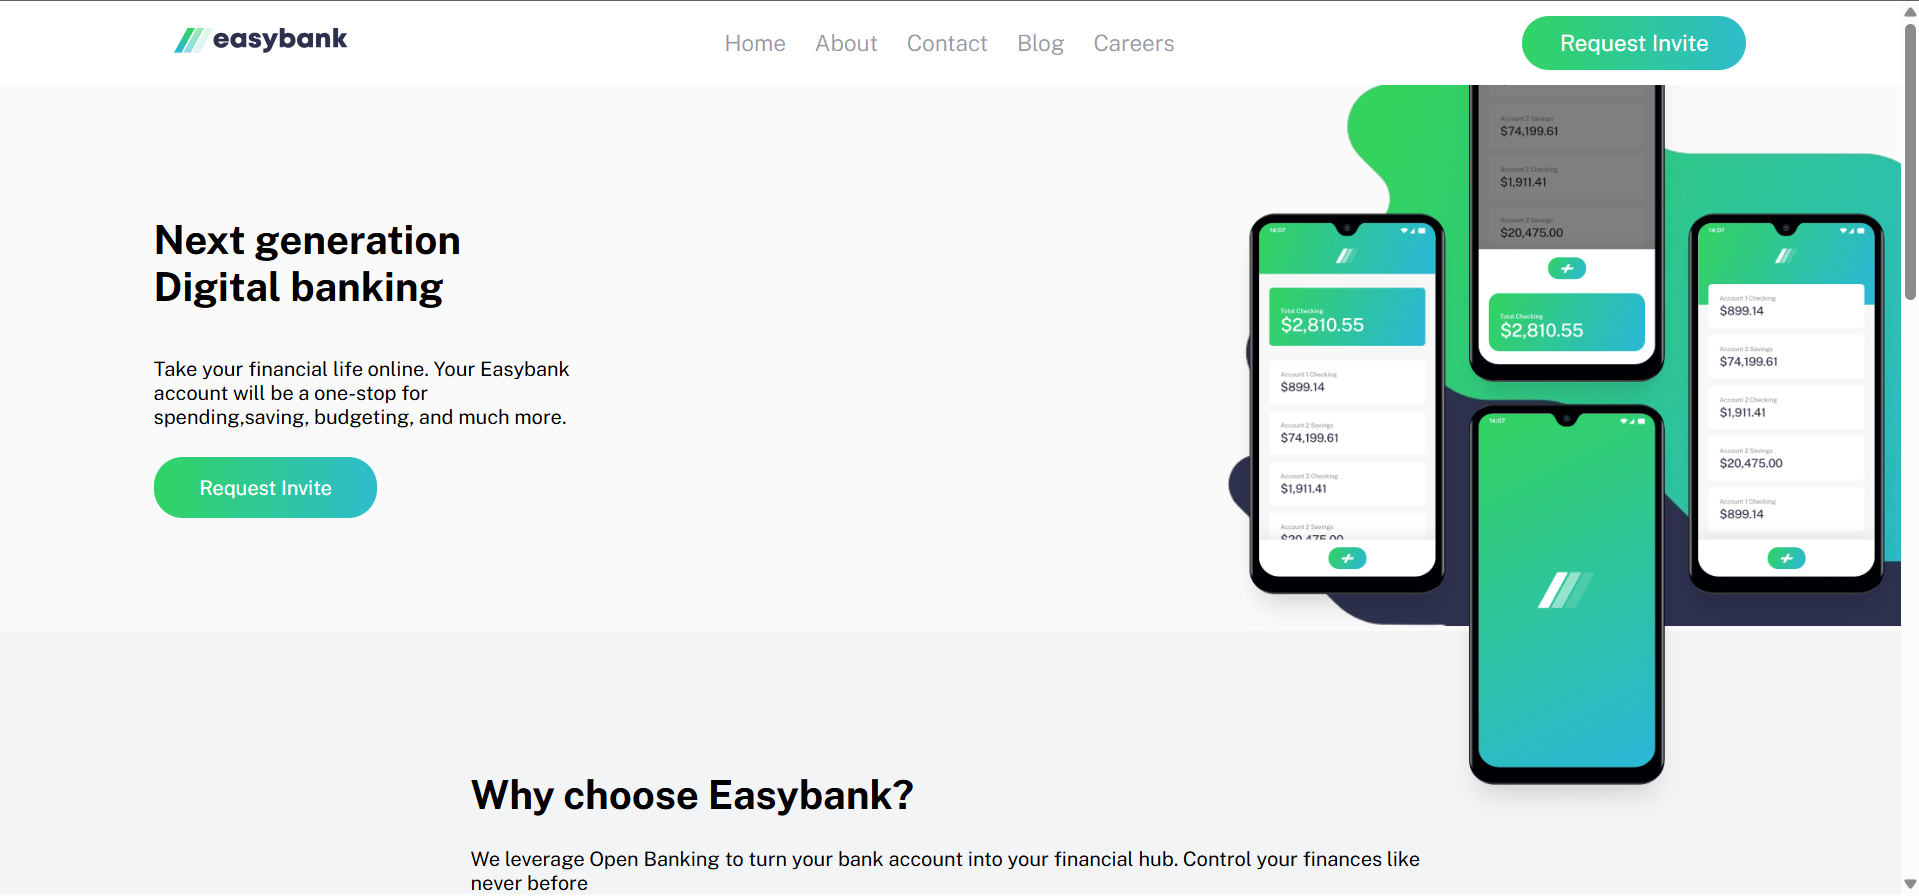 easybank
Home About Contact Blog Careers
Request Invite
Next generation
Digital banking
Take your financial life online. Your Easybank
account will be a one-stop for
spending,saving, budgeting, and much more.
Request Invite
14:07
Total Checking
$2,810.55
Account 1 Checking
$899.14
Account 2 Savings
$74,199.61
Account 2 Checking
$1,911.41
Account 2 Savings
$20,475.00
Account 2 Savings
$74,199.61
Account 2 Checking
$1,911.41
Account 2 Savings
$20,475.00
Total Checking
$2,810.55
14:07
14:07
Account 1 Checking
$899.14
Account 2 Savings
$74,199.61
Account 2 Checking
$1,911.41
Account 2 Savings
$20,475.00
Account 1 Checking
$899.14
Why choose Easybank?
We leverage Open Banking to turn your bank account into your financial hub. Control your finances like
never before